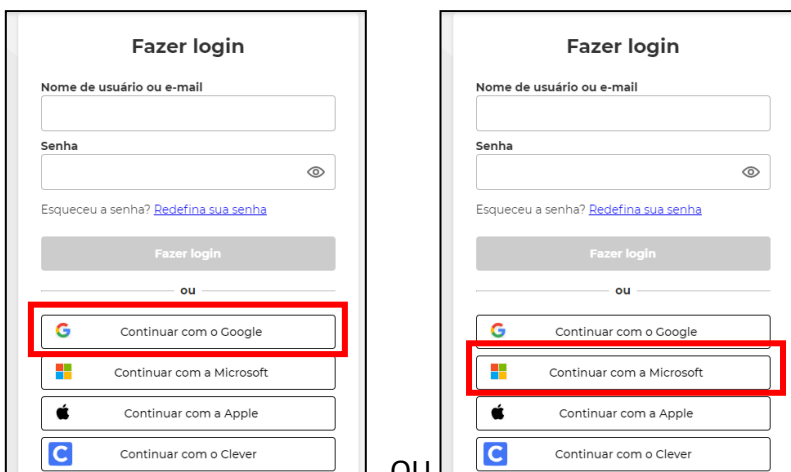 Fazer login
Nome de usuário ou e-mail
Senha
Esqueceu a senha? Redefina sua senha
Fazer login
ou
Continuar com o Google
Continuar com a Microsoft
Continuar com a Apple
Continuar com o Clever
ou
Fazer login
Nome de usuário ou e-mail
Senha
Esqueceu a senha? Redefina sua senha
Fazer login
ou
Continuar com o Google
Continuar com a Microsoft
Continuar com a Apple
Continuar com o Clever